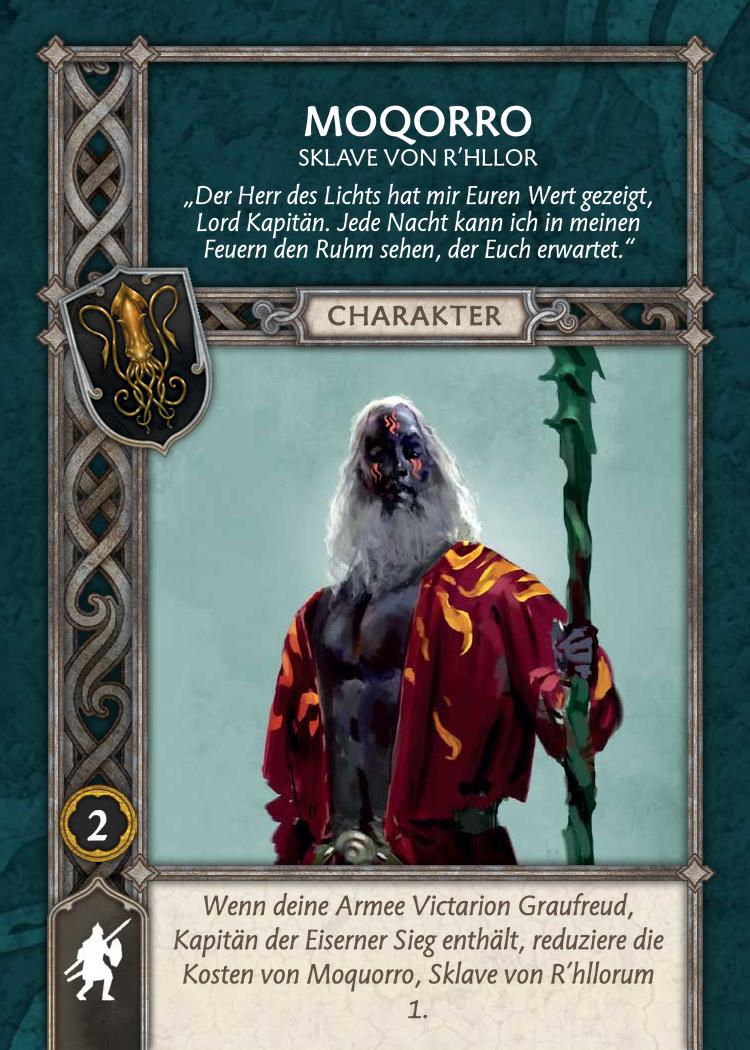 MOQORRO
SKLAVE VON R’HLLOR
„Der Herr des Lichts hat mir Euren Wert gezeigt,
Lord Kapitän. Jede Nacht kann ich in meinen
Feuern den Ruhm sehen, der Euch erwartet.“
CHARAKTER
2
Wenn deine Armee Victarion Graufreud,
Kapitän der Eiserner Sieg enthält, reduziere die
Kosten von Moquorro, Sklave von R’hllorum
1.